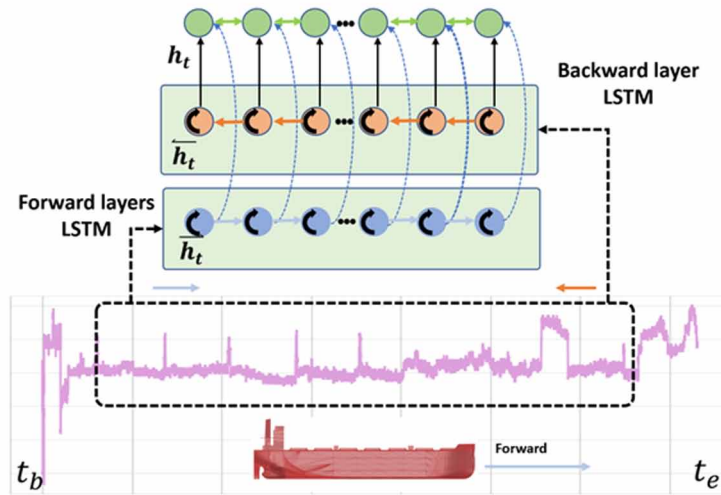 h_t
Backward layer
LSTM
h_t
Forward layers
LSTM
h_t
Forward
t_b
t_e